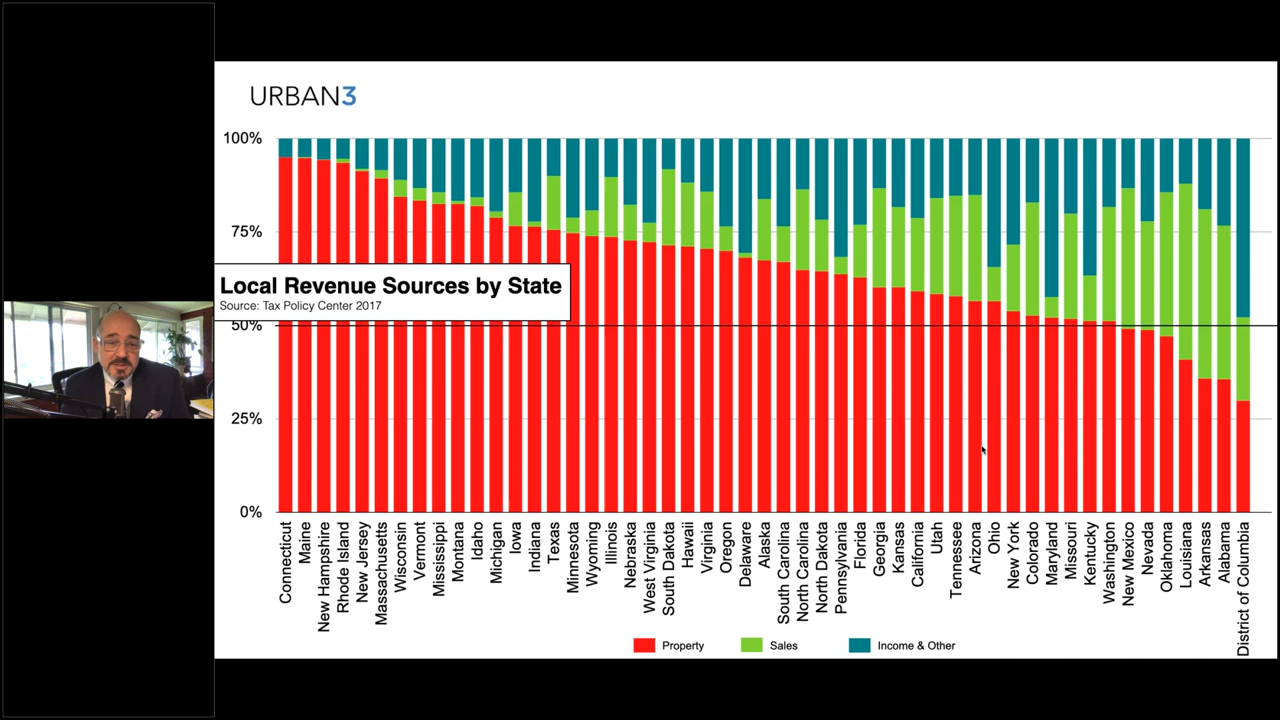 URBAN3
100%
75%
Local Revenue Sources by State
Source: Tax Policy Center 2017
50%
25%
0%
Connecticut
Maine
New Hampshire
Rhode Island
New Jersey
Massachusetts
Wisconsin
Vermont
Mississippi
Montana
Idaho
Michigan
Iowa
Indiana
Texas
Minnesota
Wyoming
Illinois
Nebraska
West Virginia
South Dakota
Hawaii
Virginia
Oregon
Delaware
Alaska
South Carolina
North Carolina
North Dakota
Pennsylvania
Florida
Georgia
Kansas
California
Utah
Tennessee
Arizona
Ohio
New York
Colorado
Maryland
Missouri
Kentucky
Washington
New Mexico
Nevada
Oklahoma
Louisiana
Arkansas
Alabama
District of Columbia
Property
Sales
Income & Other